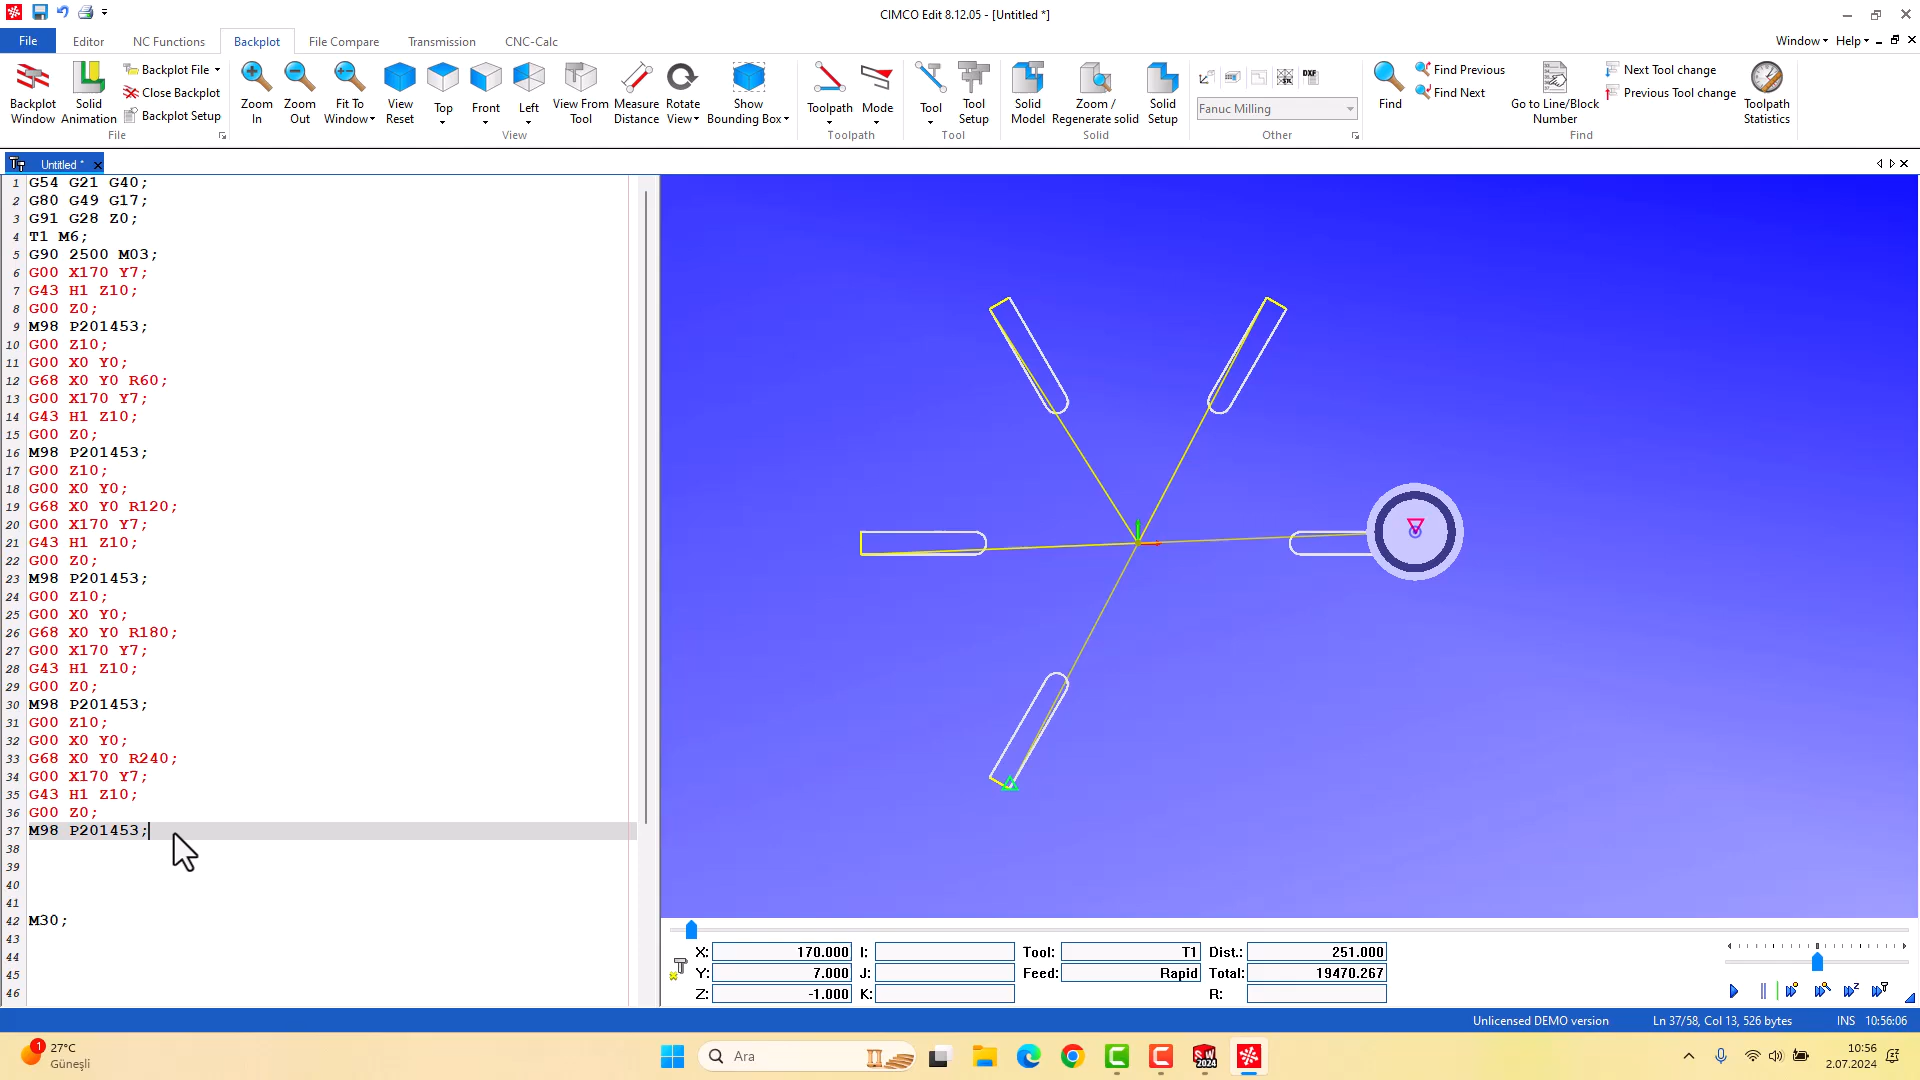 CIMCO Edit 8.12.05 - [Untitled *]
File Editor NC Functions Backplot File Compare Transmission CNC-Calc Window Help
Backplot Window
Solid Animation
Backplot File
Close Backplot
Backplot Setup
File
Zoom In
Zoom Out
Fit To Window
View Reset
Top
Front
Left
View From Tool
Measure Distance
Rotate View
Show Bounding Box
View
Toolpath
Mode
Toolpath
Tool
Tool Setup
Tool
Solid Model
Zoom / Regenerate solid
Solid Setup
Solid
DXF
Fanuc Milling
Other
Find
Find Previous
Find Next
Go to Line/Block Number
Next Tool change
Previous Tool change
Toolpath Statistics
Find
Untitled *
1 G54 G21 G40;
2 G80 G49 G17;
3 G91 G28 Z0;
4 T1 M6;
5 G90 2500 M03;
6 G00 X170 Y7;
7 G43 H1 Z10;
8 G00 Z0;
9 M98 P201453;
10 G00 Z10;
11 G00 X0 Y0;
12 G68 X0 Y0 R60;
13 G00 X170 Y7;
14 G43 H1 Z10;
15 G00 Z0;
16 M98 P201453;
17 G00 Z10;
18 G00 X0 Y0;
19 G68 X0 Y0 R120;
20 G00 X170 Y7;
21 G43 H1 Z10;
22 G00 Z0;
23 M98 P201453;
24 G00 Z10;
25 G00 X0 Y0;
26 G68 X0 Y0 R180;
27 G00 X170 Y7;
28 G43 H1 Z10;
29 G00 Z0;
30 M98 P201453;
31 G00 Z10;
32 G00 X0 Y0;
33 G68 X0 Y0 R240;
34 G00 X170 Y7;
35 G43 H1 Z10;
36 G00 Z0;
37 M98 P201453;
38
39
40
41
42 M30;
43
44
45
46
X: 170.000 I: Tool: T1 Dist.: 251.000
Y: 7.000 J: Feed: Rapid Total: 19470.267
Z: -1.000 K: R:
Unlicensed DEMO version Ln 37/58, Col 13, 526 bytes INS 10:56:06
1 27°C
Güneşli
Ara
SW 2024
10:56
2.07.2024